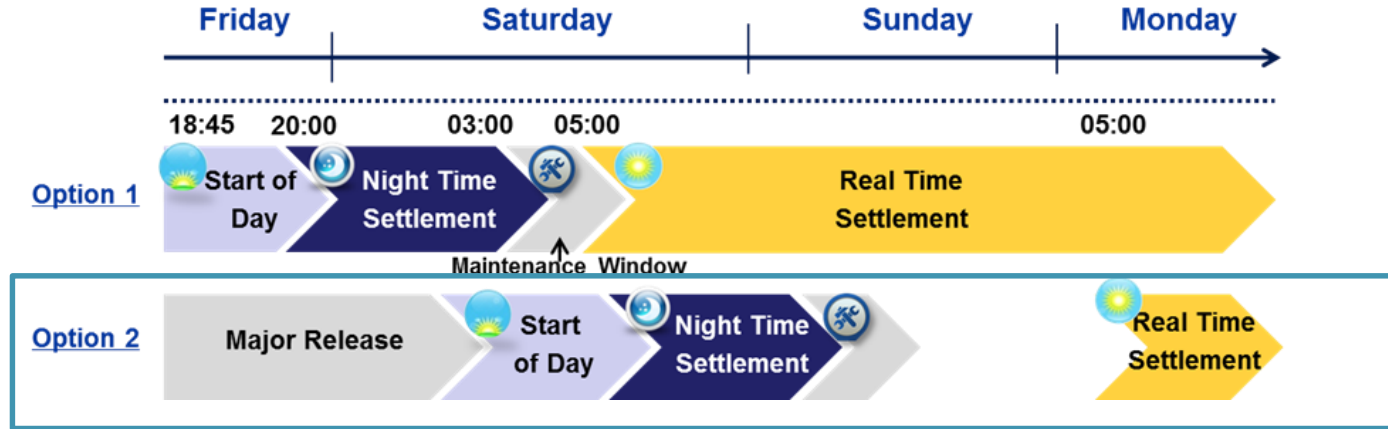 Friday Saturday Sunday Monday
18:45 20:00 03:00 05:00 05:00
Option 1
Start of
Day
Night Time
Settlement
Real Time
Settlement
Maintenance Window
Option 2
Major Release
Start
of Day
Night Time
Settlement
Real Time
Settlement